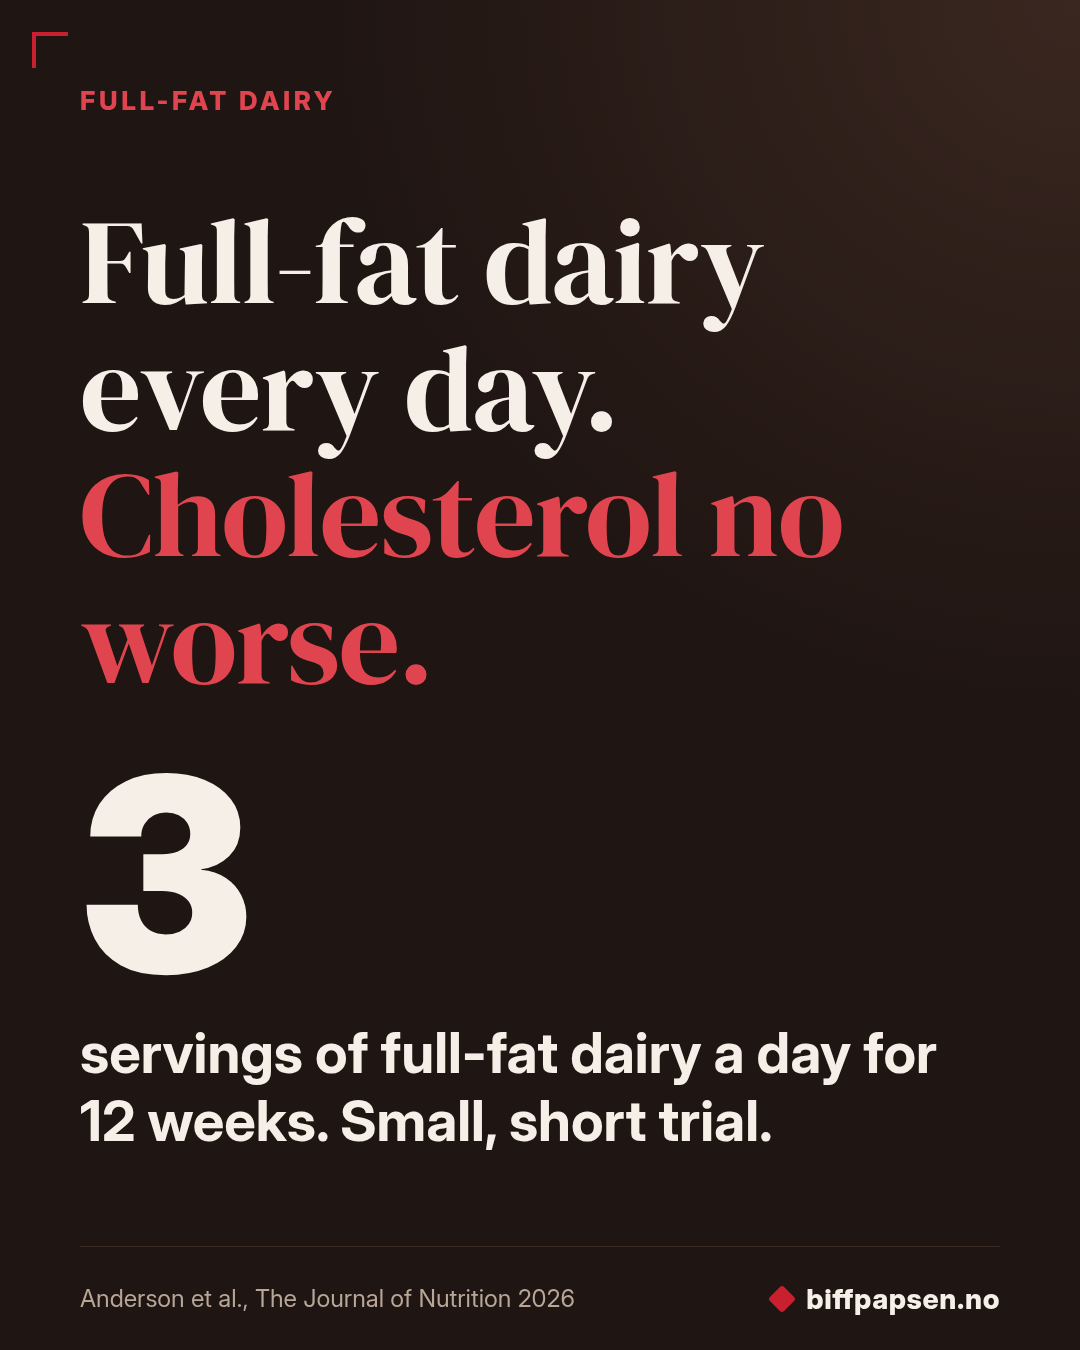 FULL-FAT DAIRY
Full-fat dairy
every day.
Cholesterol no
worse.
3
servings of full-fat dairy a day for
12 weeks. Small, short trial.
Anderson et al., The Journal of Nutrition 2026
biffpapsen.no